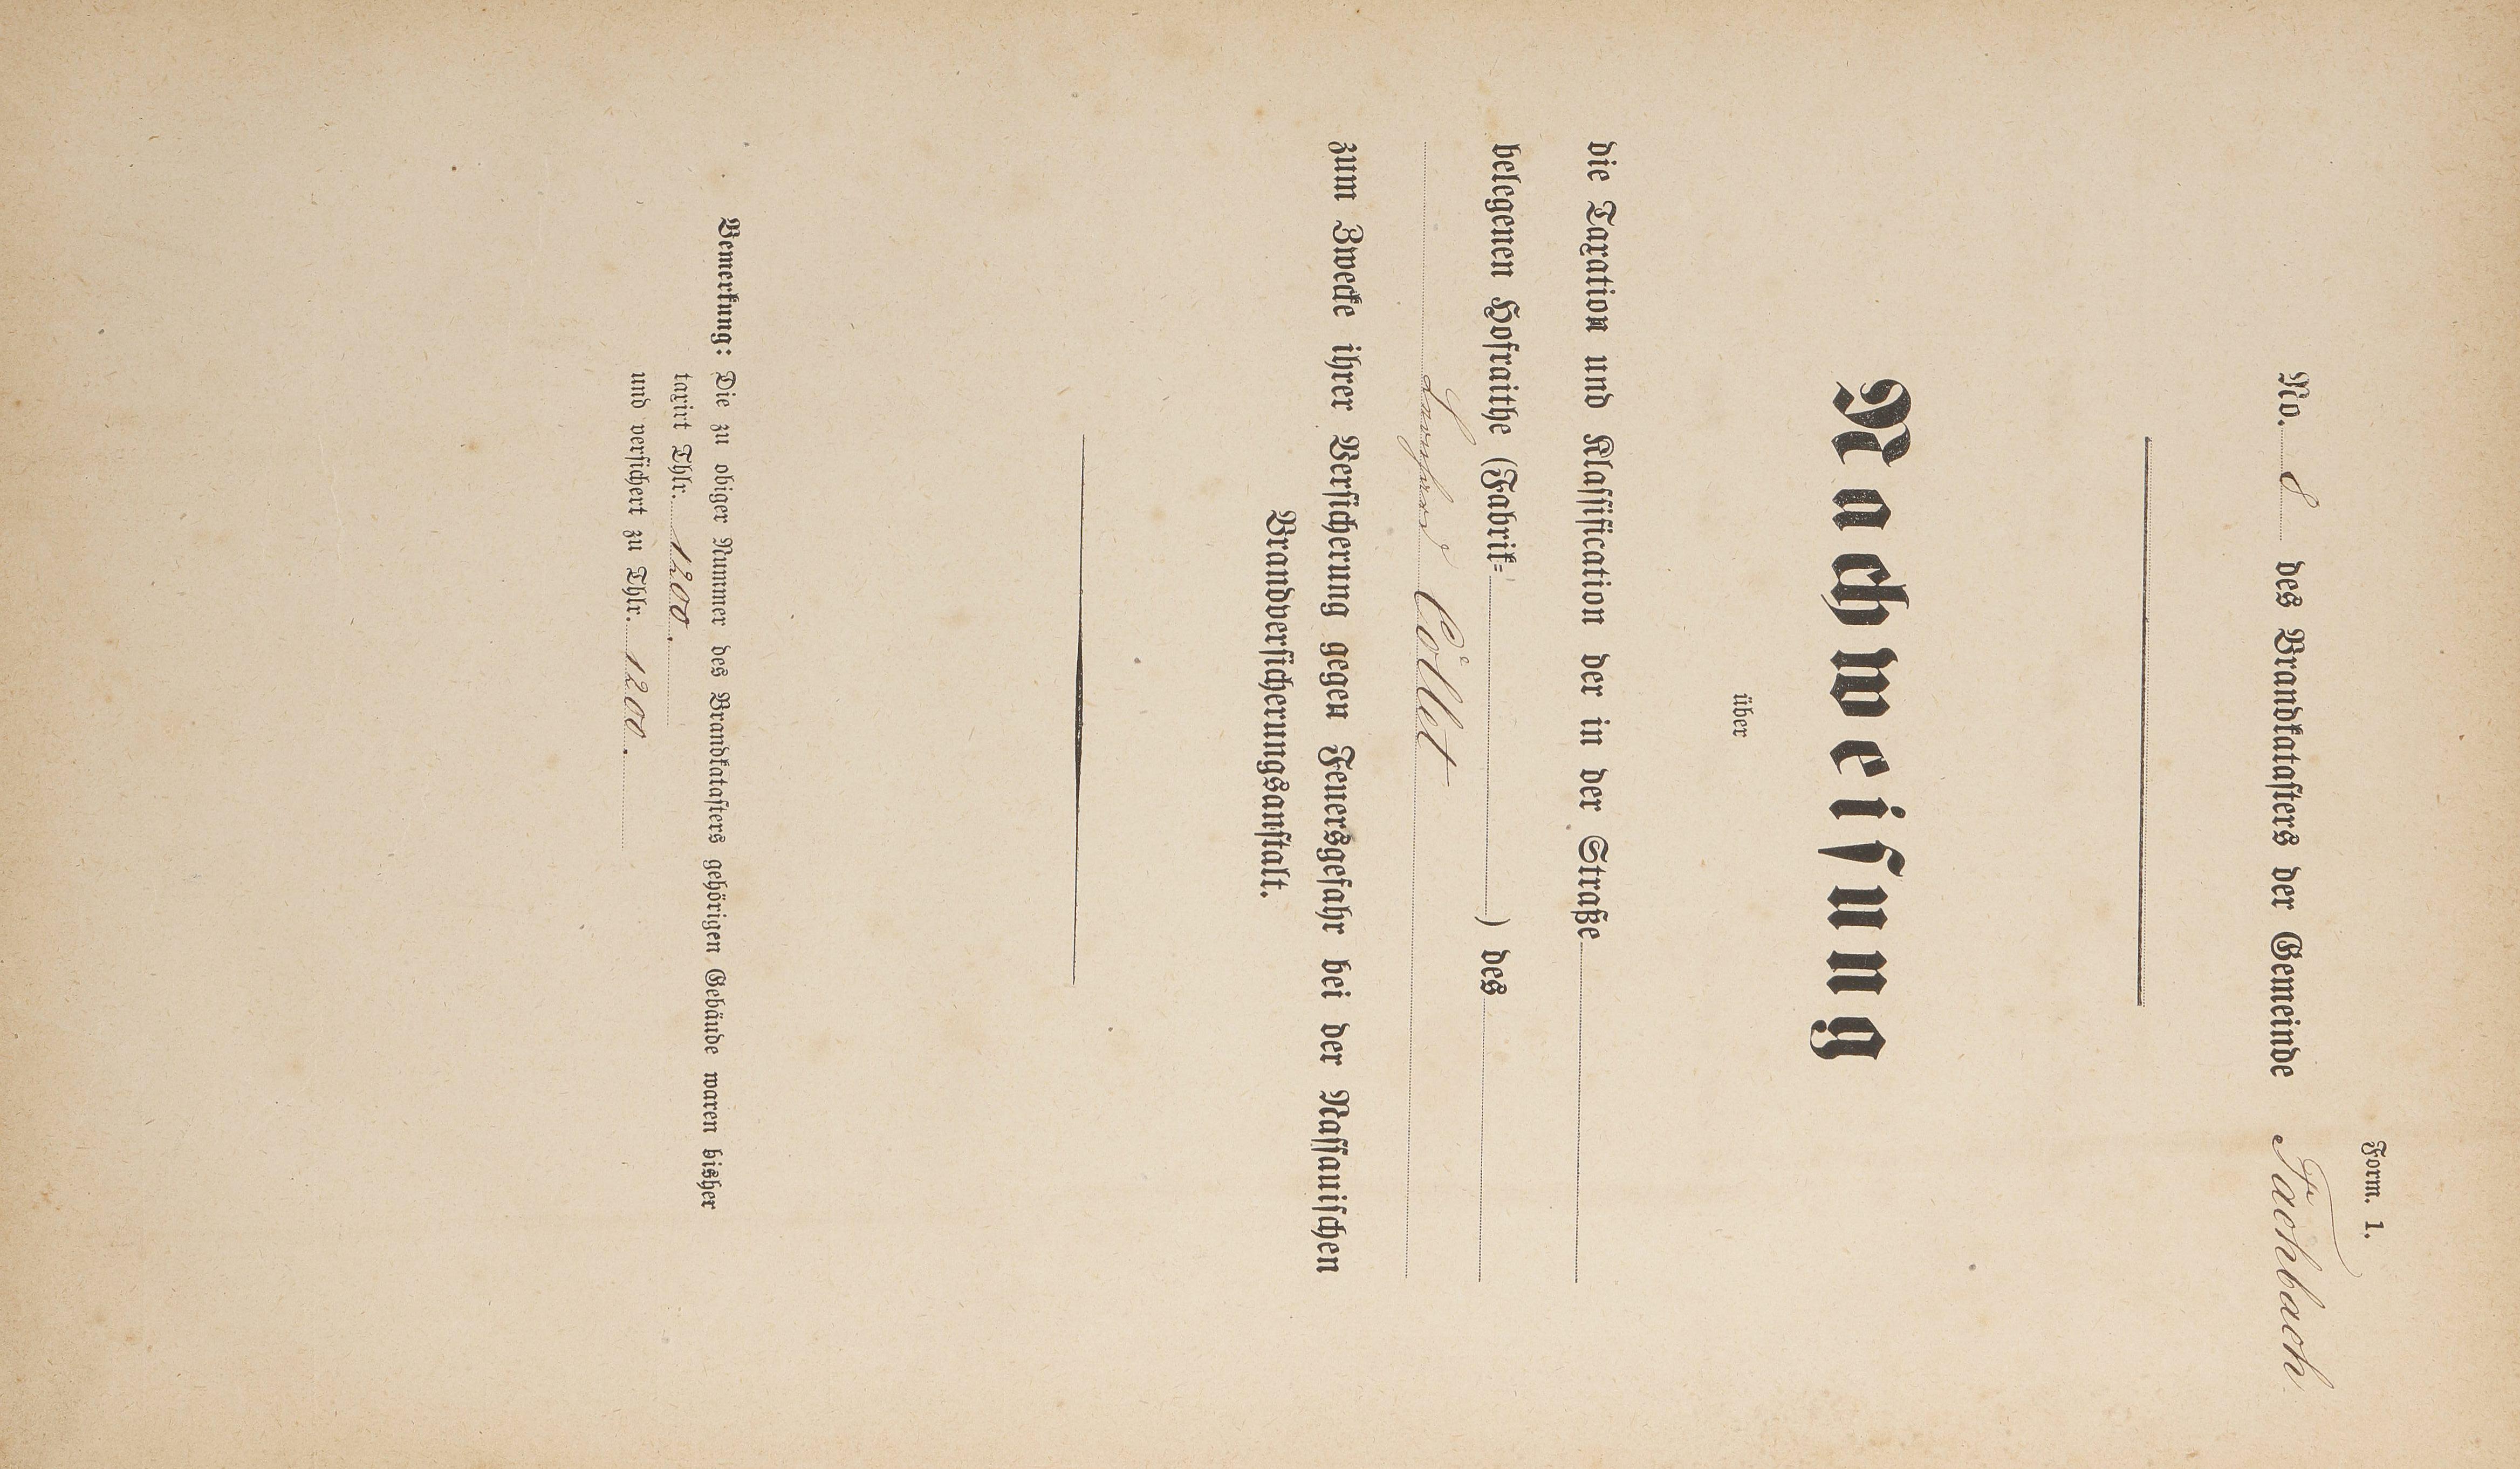 Form. 1.
No. 8 des Brandkatasters der Gemeinde Fachbach
Nachweisung
über
die Taxation und Klassification der in der Straße
belegenen Hofraithe (Fabrik= ) des
Cöllet
zum Zwecke ihrer Versicherung gegen Feuersgefahr bei der Nassauischen
Brandversicherungsanstalt.
Bemerkung: Die zu obiger Nummer des Brandkatasters gehörigen Gebäude waren bisher
taxirt Thlr. 1200.
und versichert zu Thlr. 1200.